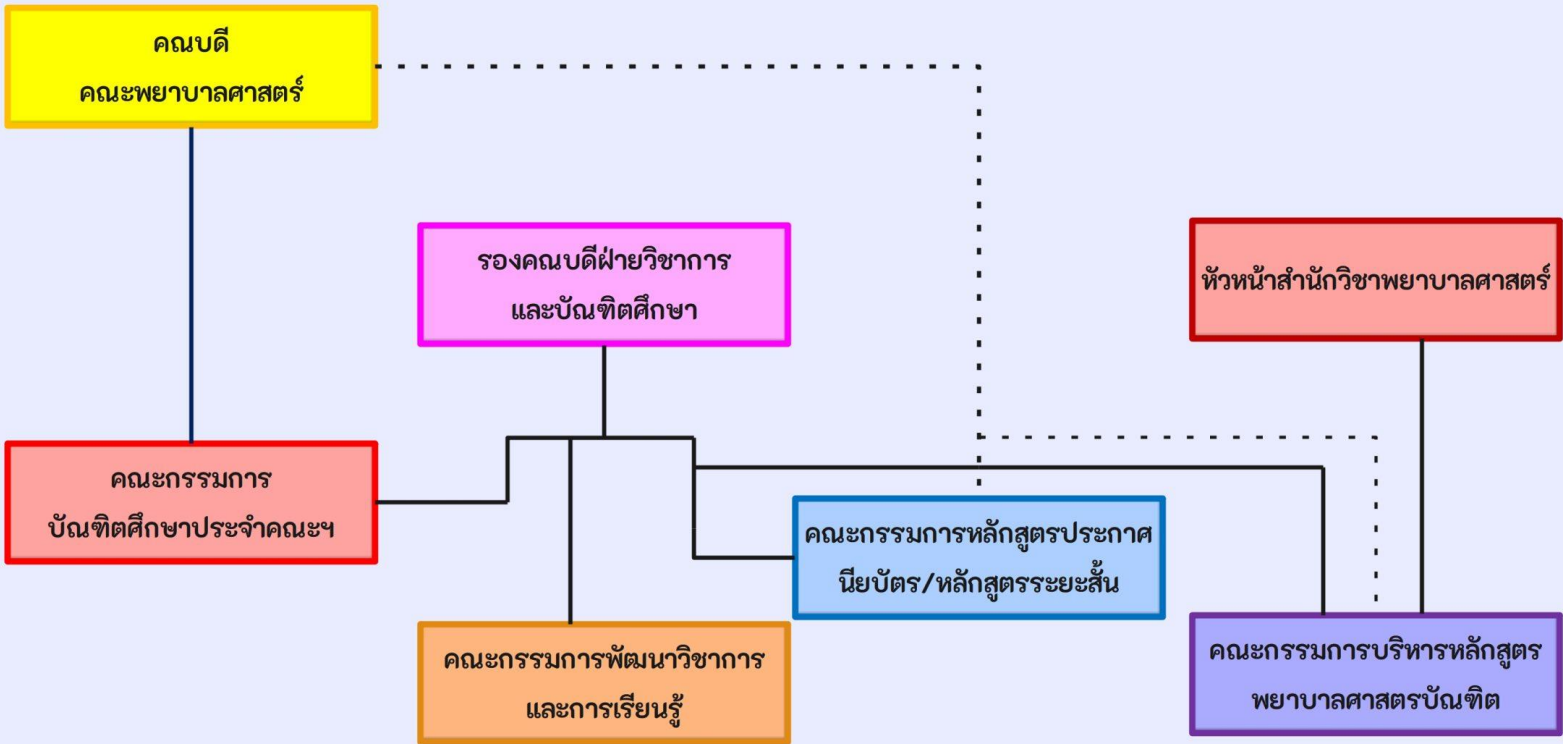 คณบดี
คณะพยาบาลศาสตร์
รองคณบดีฝ่ายวิชาการ
และบัณฑิตศึกษา
หัวหน้าสำนักวิชาพยาบาลศาสตร์
คณะกรรมการ
บัณฑิตศึกษาประจำคณะฯ
คณะกรรมการหลักสูตรประกาศ
นียบัตร/หลักสูตรระยะสั้น
คณะกรรมการพัฒนาวิชาการ
และการเรียนรู้
คณะกรรมการบริหารหลักสูตร
พยาบาลศาสตรบัณฑิต